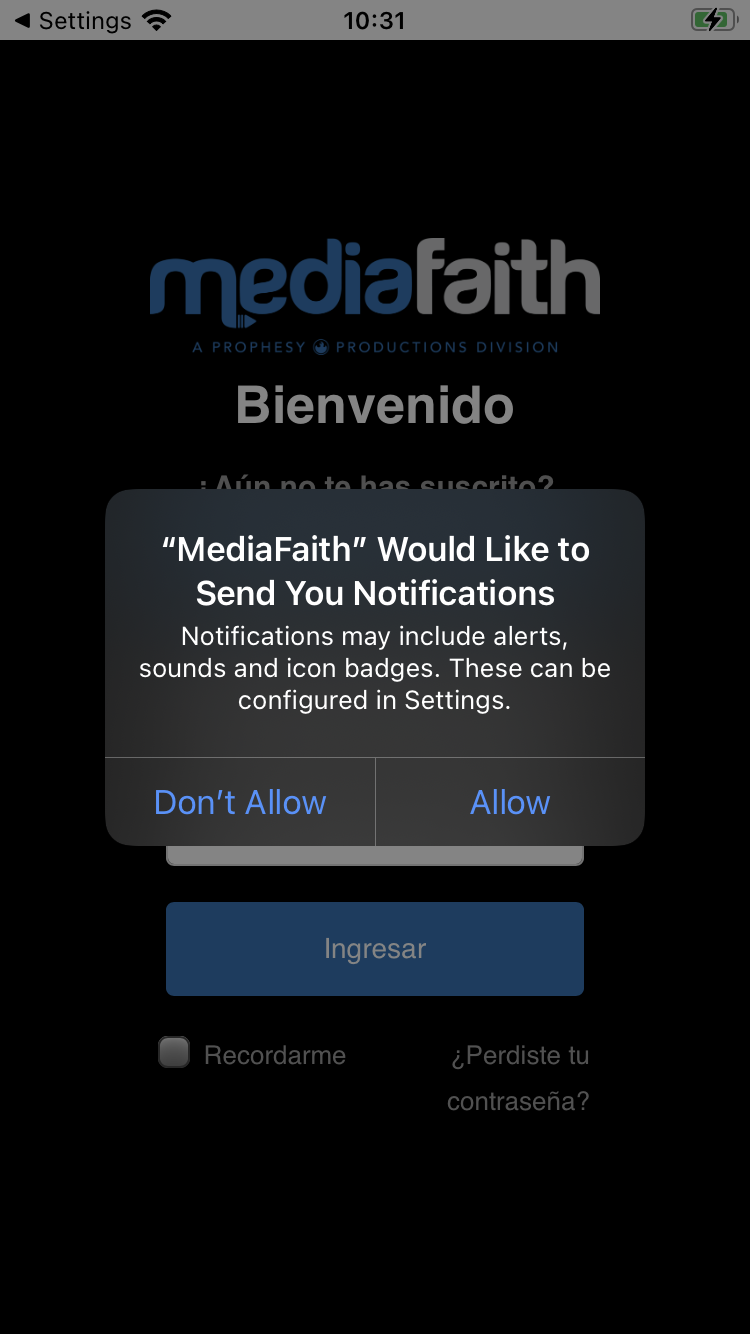 Settings
10:31
mediafaith
A PROPHESY PRODUCTIONS DIVISION
Bienvenido
¿Aún no te has suscrito?
“MediaFaith” Would Like to
Send You Notifications
Notifications may include alerts,
sounds and icon badges. These can be
configured in Settings.
Don’t Allow
Allow
Ingresar
Recordarme
¿Perdiste tu
contraseña?